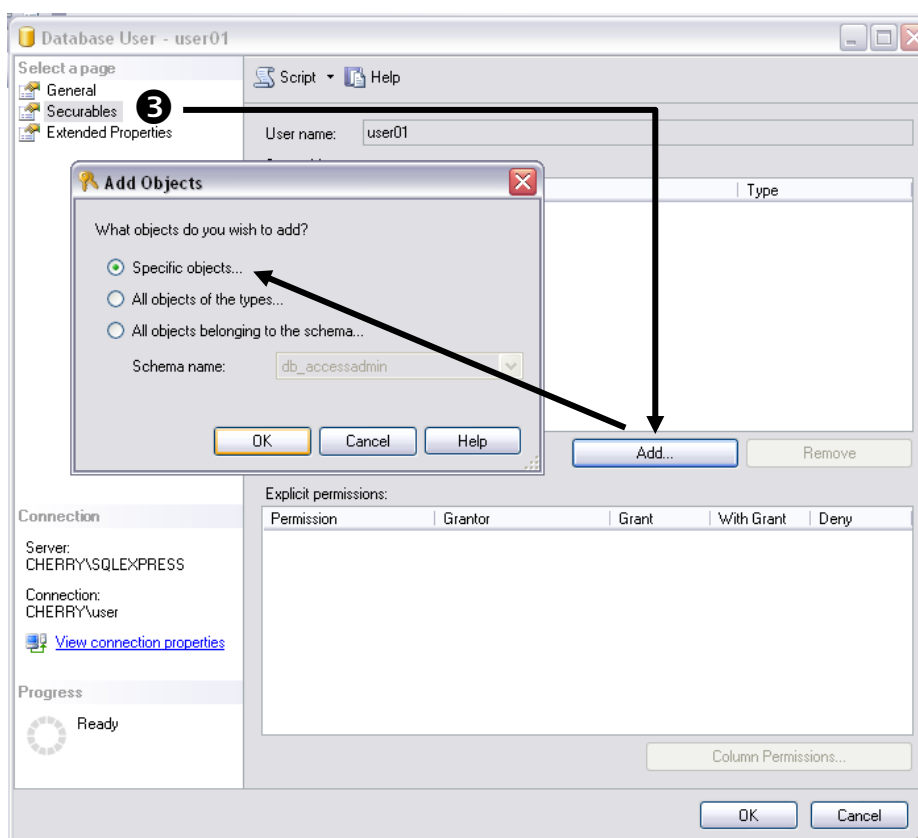 Database User - user01
Select a page
General
Securables
Extended Properties
❸
Script
Help
User name:
user01
Type
Add Objects
What objects do you wish to add?
Specific objects...
All objects of the types...
All objects belonging to the schema...
Schema name:
db_accessadmin
OK
Cancel
Help
Add...
Remove
Explicit permissions:
Permission
Grantor
Grant
With Grant
Deny
Connection
Server:
CHERRY\SQLEXPRESS
Connection:
CHERRY\user
View connection properties
Progress
Ready
Column Permissions...
OK
Cancel